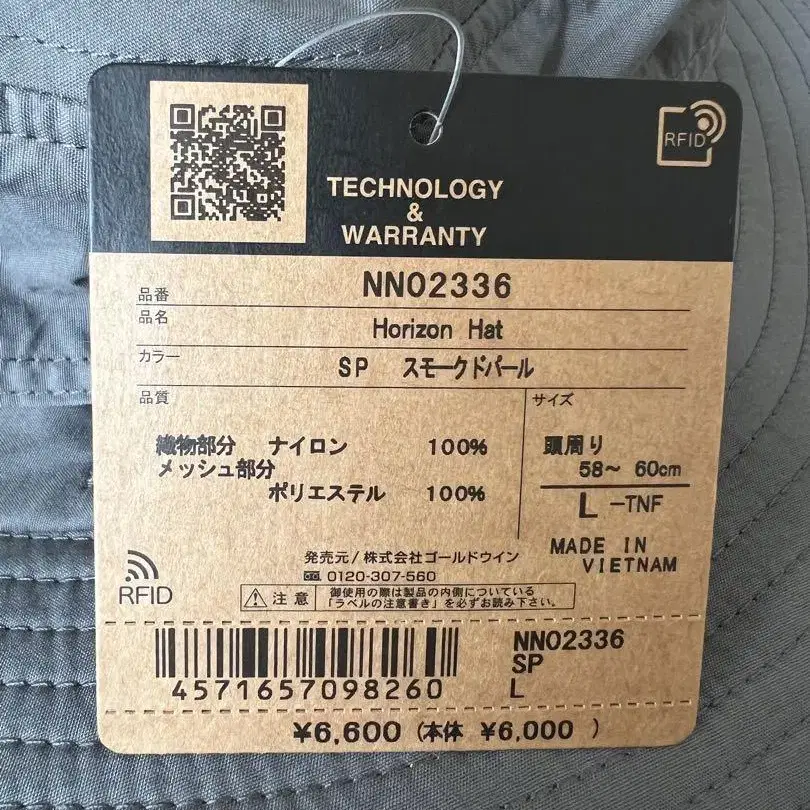 RFID
TECHNOLOGY
&
WARRANTY
品番 NN02336
品名 Horizon Hat
カラー SP スモークドパール
品質
織物部分 ナイロン 100%
メッシュ部分
ポリエステル 100%
サイズ
頭周り
58~ 60cm
L -TNF
MADE IN
VIETNAM
発売元/株式会社ゴールドウイン
0120-307-560
RFID
注意
御使用の際は製品の内側についている
「ラベルの注意書き」を必ずお読み下さい。
4571657098260
NN02336
SP
L
¥6,600 (本体 ¥6,000 )